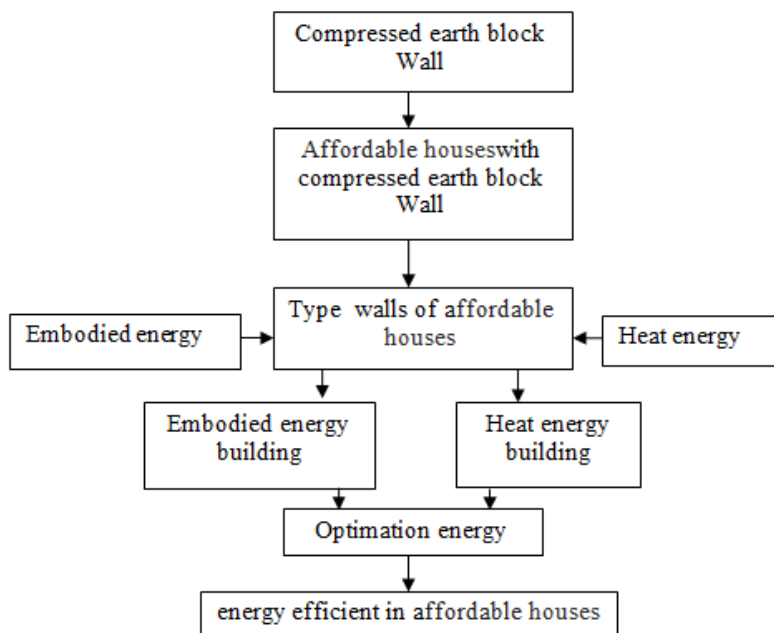 Compressed earth block
Wall
Affordable houseswith
compressed earth block
Wall
Type walls of affordable
houses
Embodied energy
Heat energy
Embodied energy
building
Heat energy
building
Optimation energy
energy efficient in affordable houses